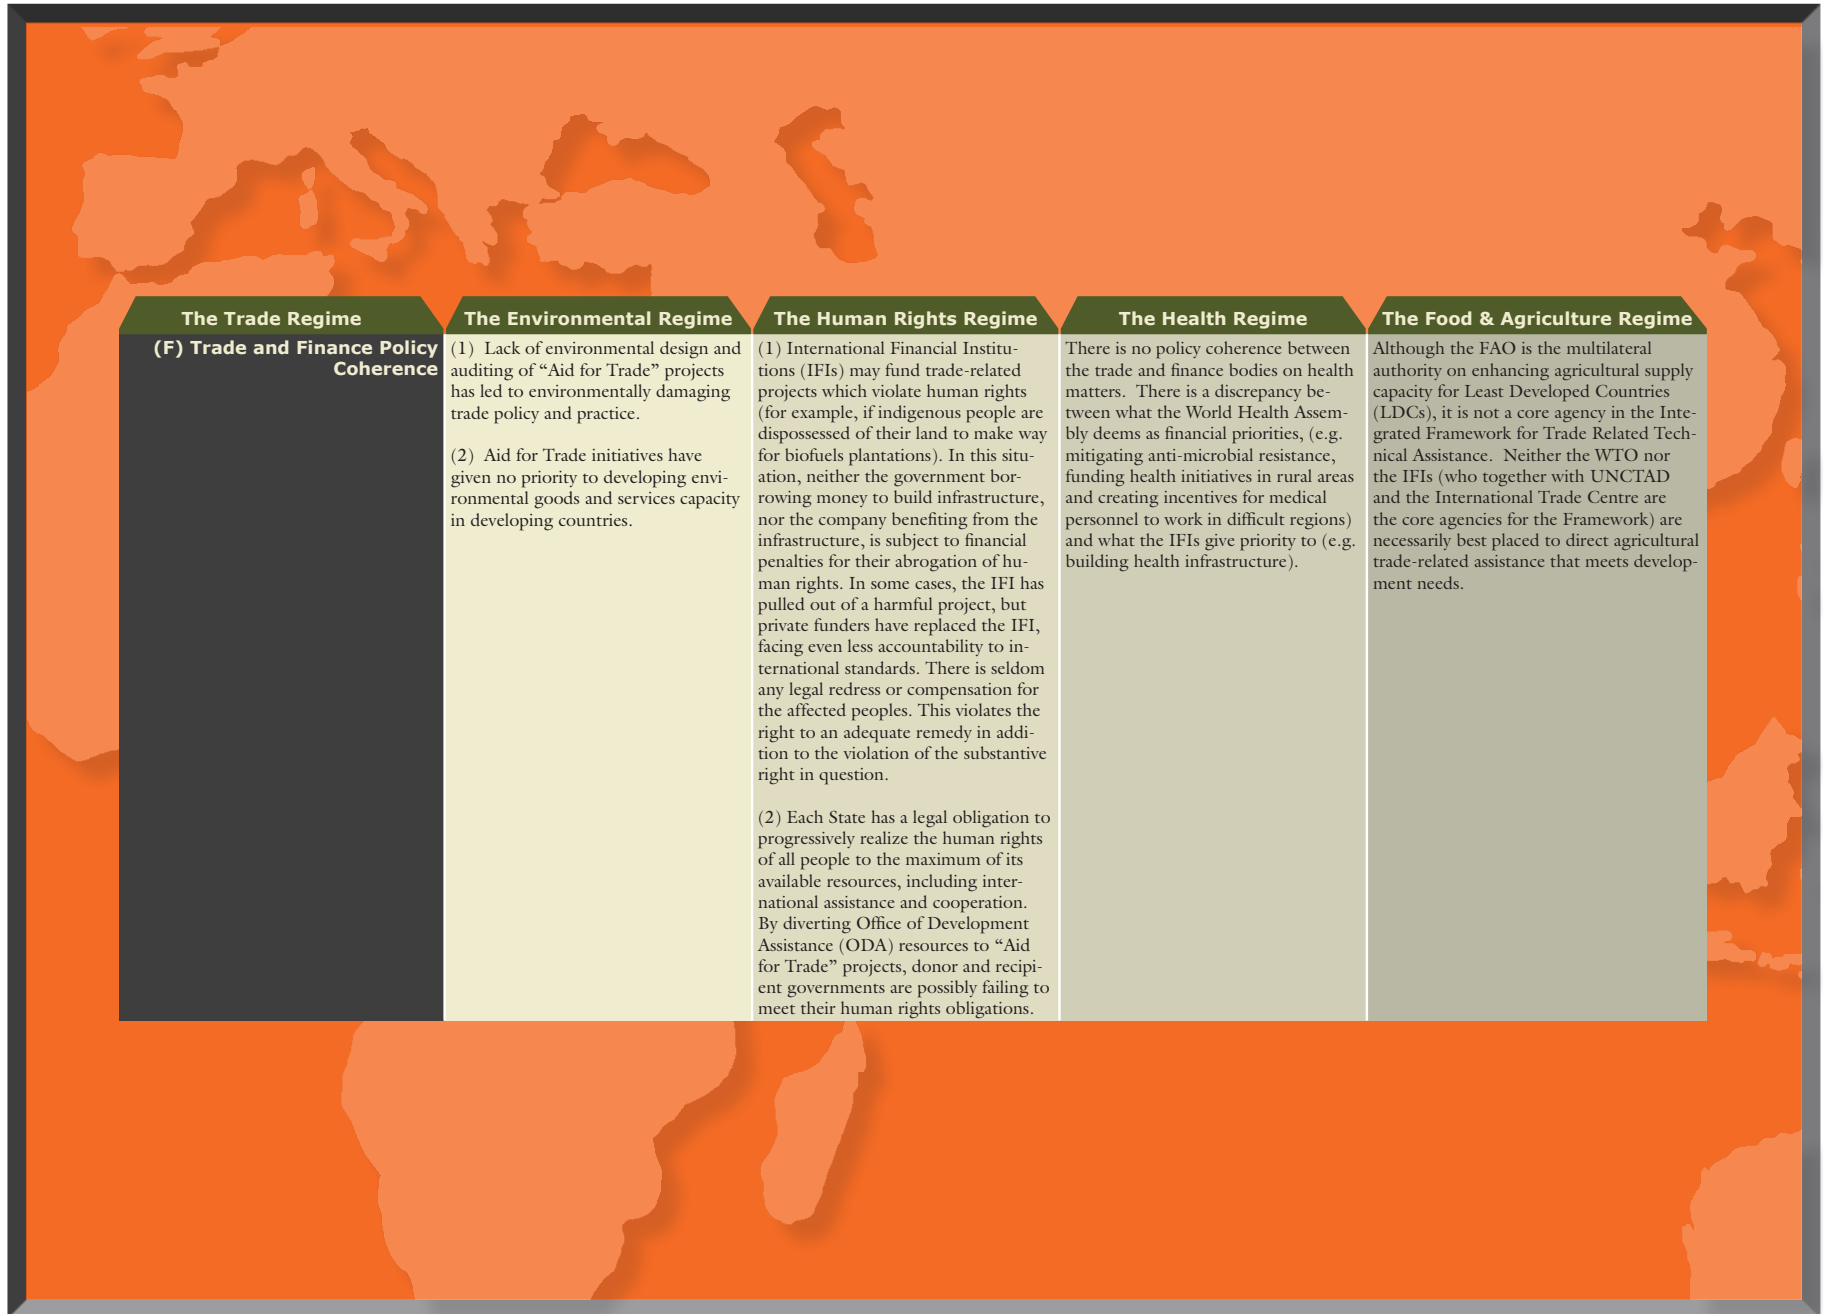 The Trade Regime
(F) Trade and Finance Policy
Coherence
The Environmental Regime
(1)  Lack of environmental design and
auditing of “Aid for Trade” projects
has led to environmentally damaging
trade policy and practice.
(2)  Aid for Trade initiatives have
given no priority to developing envi-
ronmental goods and services capacity
in developing countries.
The Human Rights Regime
(1) International Financial Institu-
tions (IFIs) may fund trade-related
projects which violate human rights
(for example, if indigenous people are
dispossessed of their land to make way
for biofuels plantations). In this situ-
ation, neither the government bor-
rowing money to build infrastructure,
nor the company benefiting from the
infrastructure, is subject to financial
penalties for their abrogation of hu-
man rights. In some cases, the IFI has
pulled out of a harmful project, but
private funders have replaced the IFI,
facing even less accountability to in-
ternational standards. There is seldom
any legal redress or compensation for
the affected peoples. This violates the
right to an adequate remedy in addi-
tion to the violation of the substantive
right in question.
(2) Each State has a legal obligation to
progressively realize the human rights
of all people to the maximum of its
available resources, including inter-
national assistance and cooperation.
By diverting Office of Development
Assistance (ODA) resources to “Aid
for Trade” projects, donor and recipi-
ent governments are possibly failing to
meet their human rights obligations.
The Health Regime
There is no policy coherence between
the trade and finance bodies on health
matters.  There is a discrepancy be-
tween what the World Health Assem-
bly deems as financial priorities, (e.g.
mitigating anti-microbial resistance,
funding health initiatives in rural areas
and creating incentives for medical
personnel to work in difficult regions)
and what the IFIs give priority to (e.g.
building health infrastructure).
The Food & Agriculture Regime
Although the FAO is the multilateral
authority on enhancing agricultural supply
capacity for Least Developed Countries
(LDCs), it is not a core agency in the Inte-
grated Framework for Trade Related Tech-
nical Assistance.  Neither the WTO nor
the IFIs (who together with UNCTAD
and the International Trade Centre are
the core agencies for the Framework) are
necessarily best placed to direct agricultural
trade-related assistance that meets develop-
ment needs.